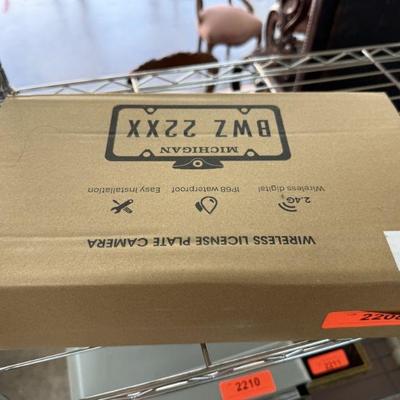 WIRELESS LICENSE PLATE CAMERA
2.4G
Wireless digital
IP68 waterproof
Easy Installation
MICHIGAN
BWZ 22XX
2210
2211